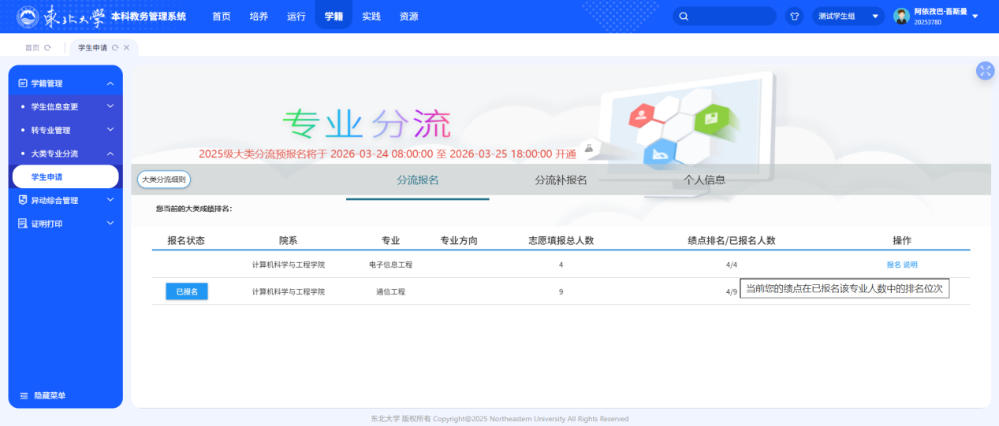 东北大学 本科教务管理系统 首页 培养 运行 学籍 实践 资源 测试学生组 阿依孜巴-吾斯曼
20253780
首页 学生申请
学籍管理
学生信息变更
转专业管理
大类专业分流
学生申请
异动综合管理
证明打印
隐藏菜单
专业分流
2025级大类分流预报名将于 2026-03-24 08:00:00 至 2026-03-25 18:00:00 开通
大类分流细则 分流报名 分流补报名 个人信息
您当前的大类成绩排名：
报名状态 院系 专业 专业方向 志愿填报总人数 绩点排名/已报名人数 操作
计算机科学与工程学院 电子信息工程 4 4/4 报名 说明
已报名 计算机科学与工程学院 通信工程 9 4/9 当前您的绩点在已报名该专业人数中的排名位次
东北大学 版权所有 Copyright@2025 Northeastern University All Rights Reserved